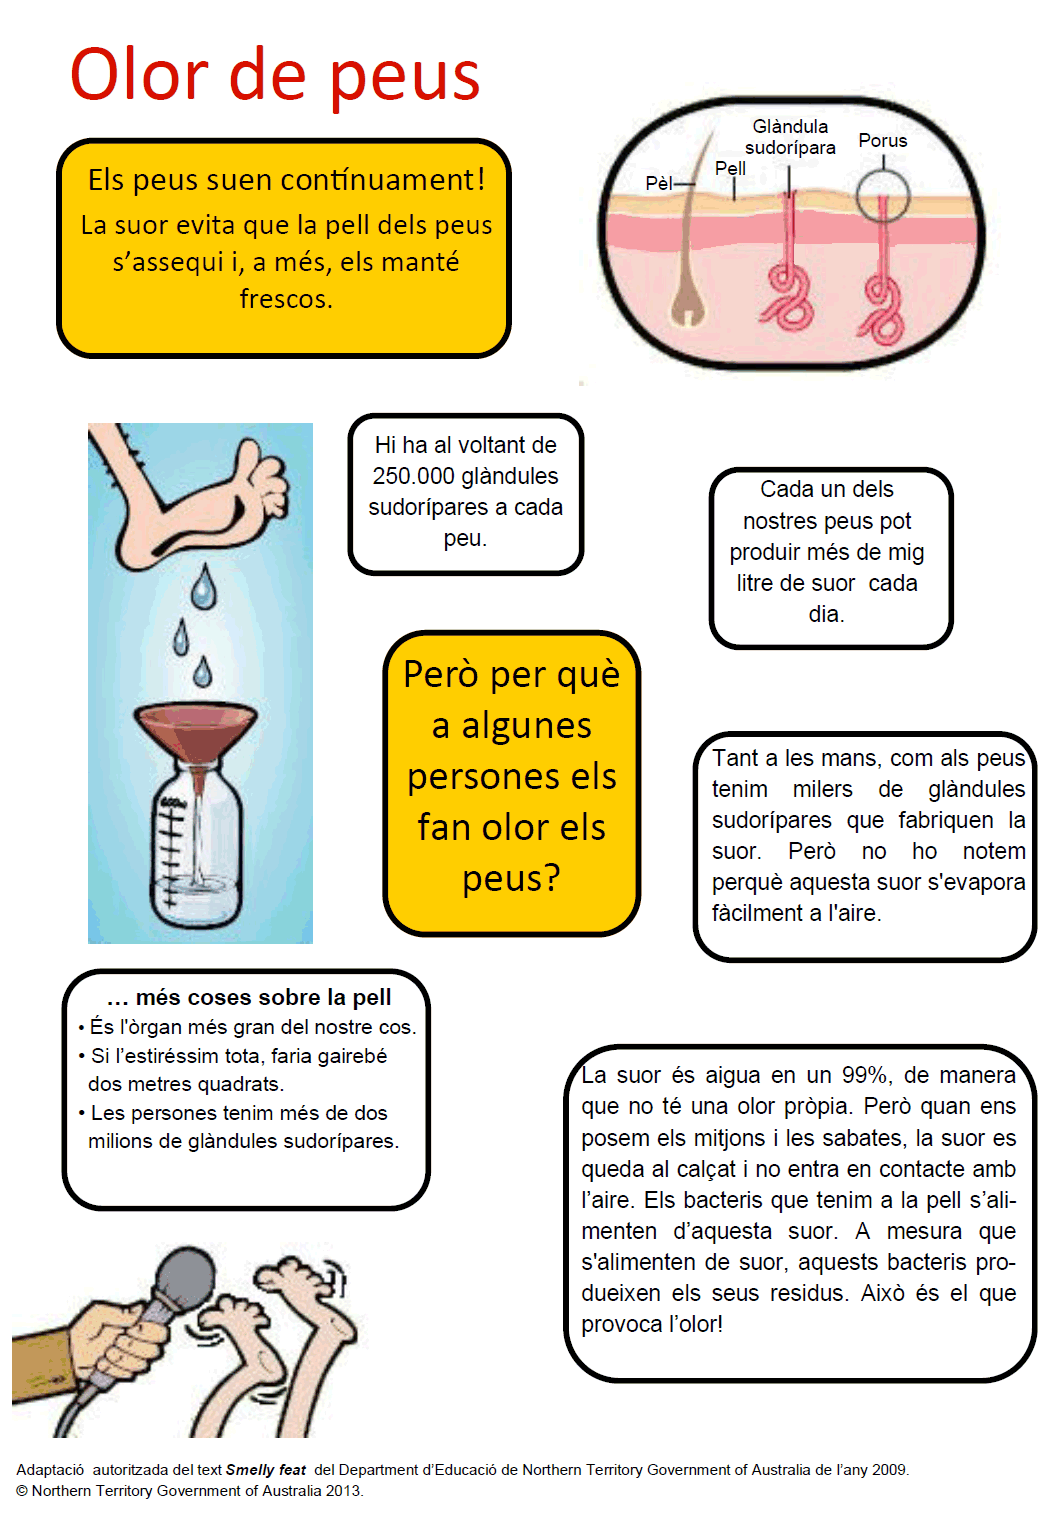 Olor de peus
Els peus suen contínuament!
La suor evita que la pell dels peus
s’assequi i, a més, els manté
frescos.
Glàndula
sudorípara
Porus
Pell
Pèl
Hi ha al voltant de
250.000 glàndules
sudorípares a cada
peu.
Cada un dels
nostres peus pot
produir més de mig
litre de suor  cada
dia.
600ml
Però per què
a algunes
persones els
fan olor els
peus?
Tant a les mans, com als peus
tenim milers de glàndules
sudorípares que fabriquen la
suor. Però no ho notem
perquè aquesta suor s'evapora
fàcilment a l'aire.
… més coses sobre la pell
• És l'òrgan més gran del nostre cos.
• Si l’estiréssim tota, faria gairebé
dos metres quadrats.
• Les persones tenim més de dos
milions de glàndules sudorípares.
La suor és aigua en un 99%, de manera
que no té una olor pròpia. Però quan ens
posem els mitjons i les sabates, la suor es
queda al calçat i no entra en contacte amb
l’aire. Els bacteris que tenim a la pell s’ali-
menten d’aquesta suor. A mesura que
s'alimenten de suor, aquests bacteris pro-
dueixen els seus residus. Això és el que
provoca l’olor!
Adaptació  autoritzada del text Smelly feat  del Department d’Educació de Northern Territory Government of Australia de l’any 2009.
© Northern Territory Government of Australia 2013.